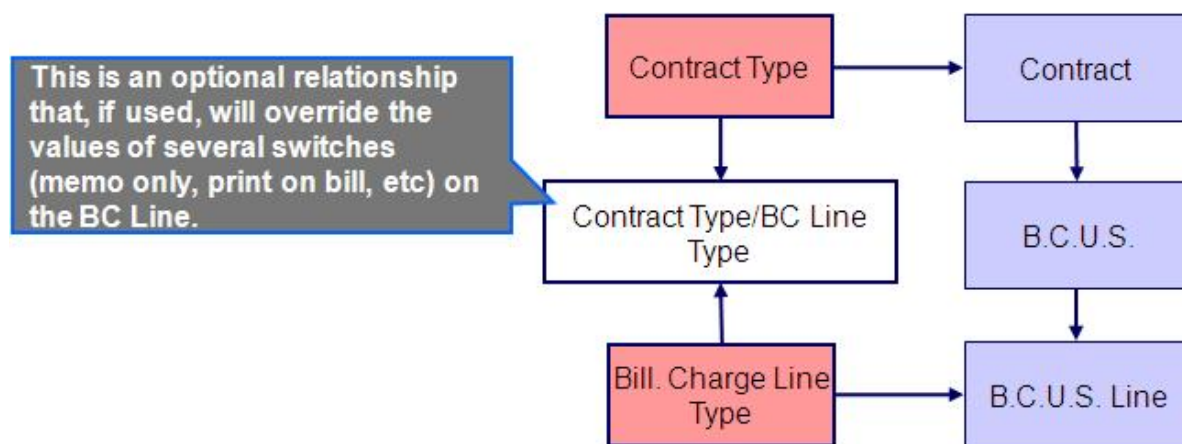 This is an optional relationship
that, if used, will override the
values of several switches
(memo only, print on bill, etc) on
the BC Line.
Contract Type
Contract
Contract Type/BC Line
Type
B.C.U.S.
Bill. Charge Line
Type
B.C.U.S. Line